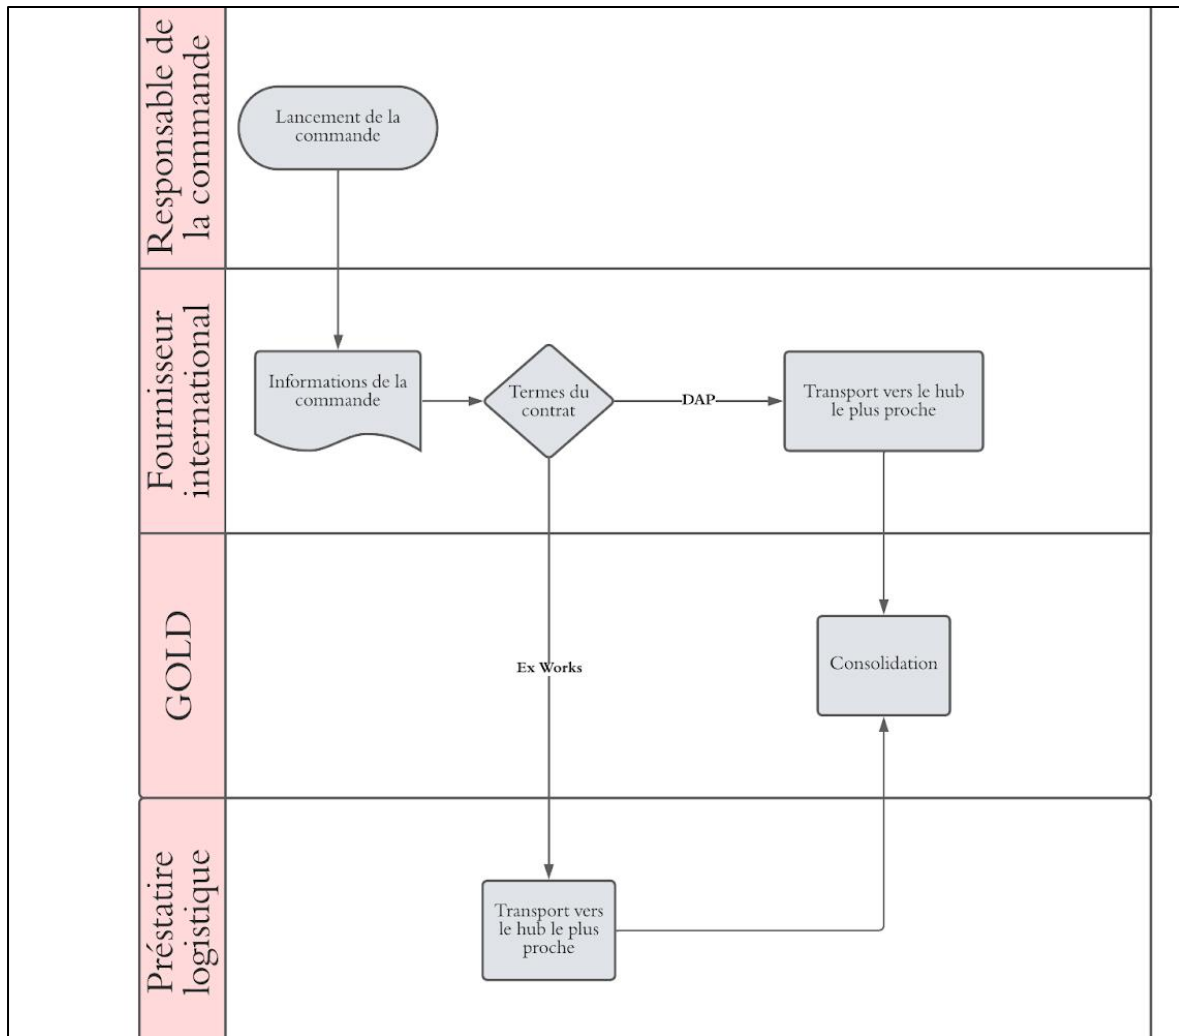 Responsable de
la commande
Lancement de la
commande
Fournisseur
international
Informations de la
commande
Termes du
contrat
DAP
Transport vers le hub
le plus proche
GOLD
Ex Works
Consolidation
Préstatire
logistique
Transport vers
le hub le plus
proche